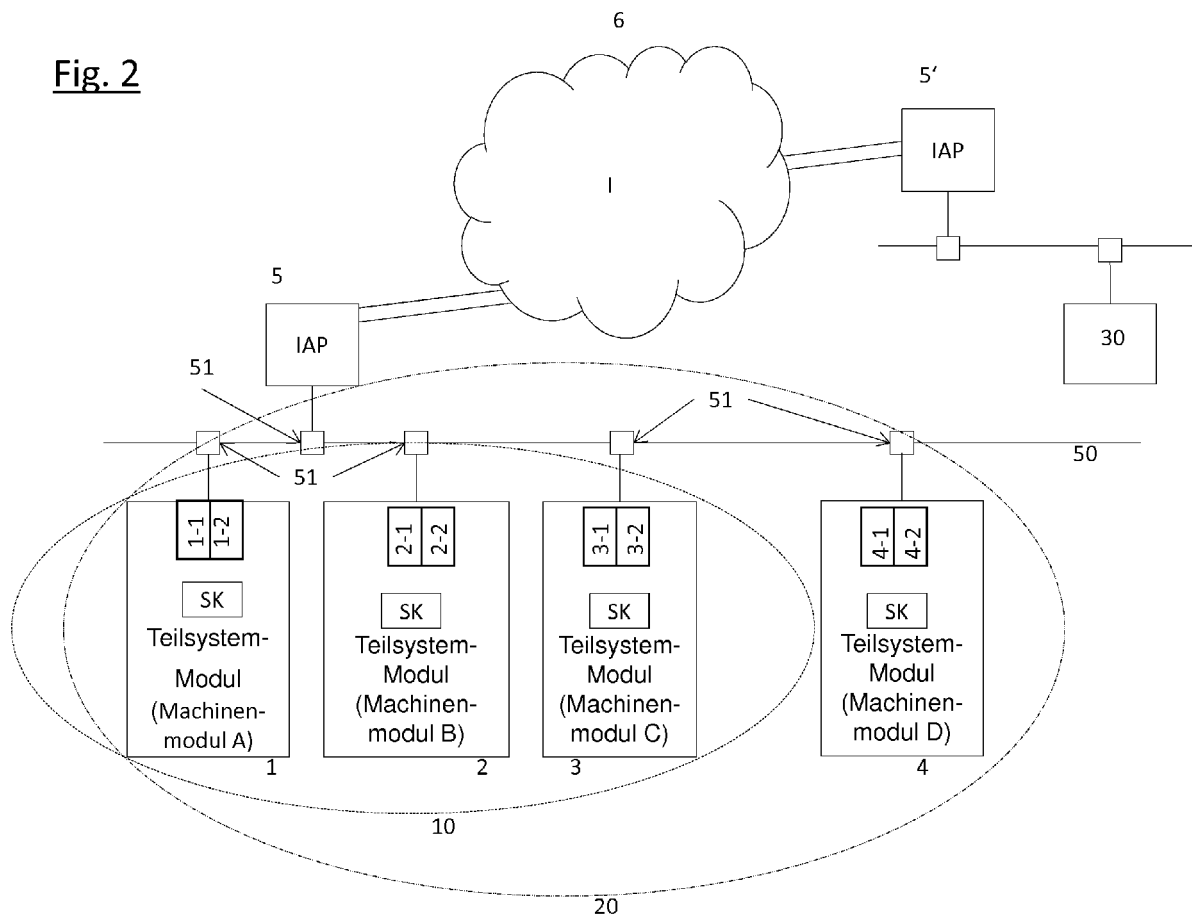 6
Fig. 2
5‘
IAP
I
5
IAP
30
51
51
50
51
1-1
1-2
2-1
2-2
3-1
3-2
4-1
4-2
SK
Teilsystem-
Modul
(Machinen-
modul A)
SK
Teilsystem-
Modul
(Machinen-
modul B)
SK
Teilsystem-
Modul
(Machinen-
modul C)
SK
Teilsystem-
Modul
(Machinen-
modul D)
1
2
3
4
10
20